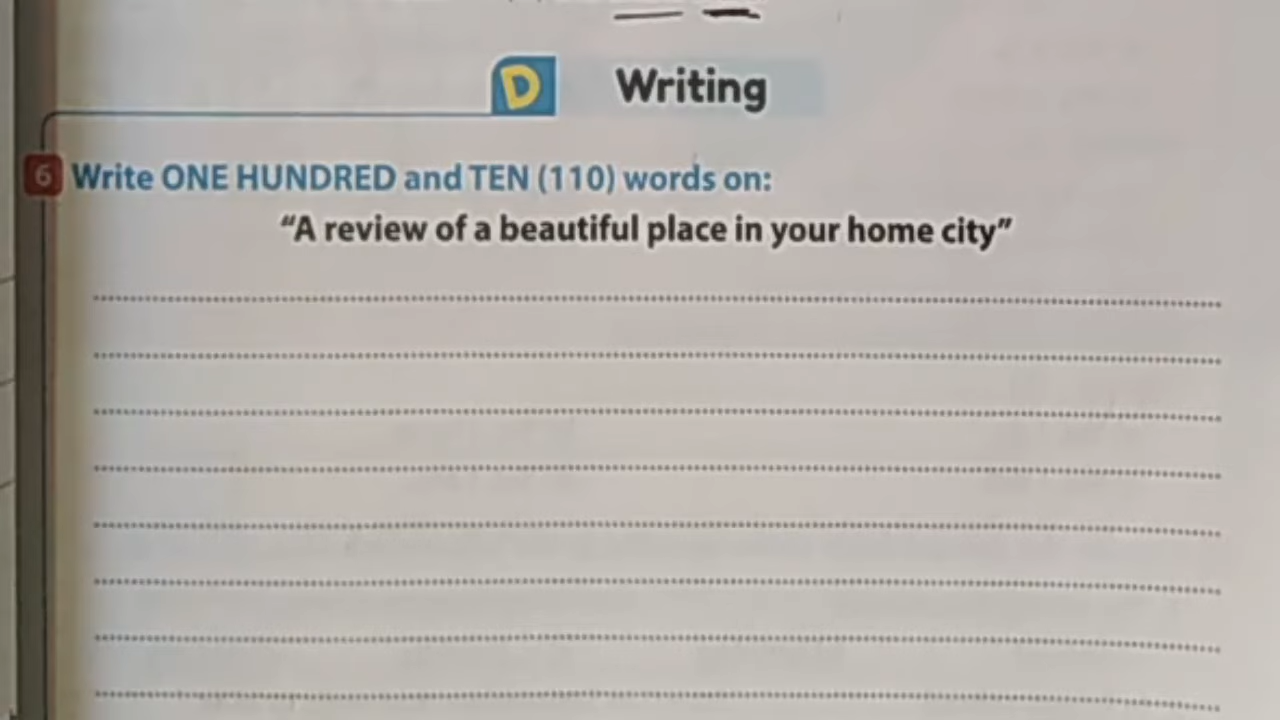 D Writing
6 Write ONE HUNDRED and TEN (110) words on:
“A review of a beautiful place in your home city”